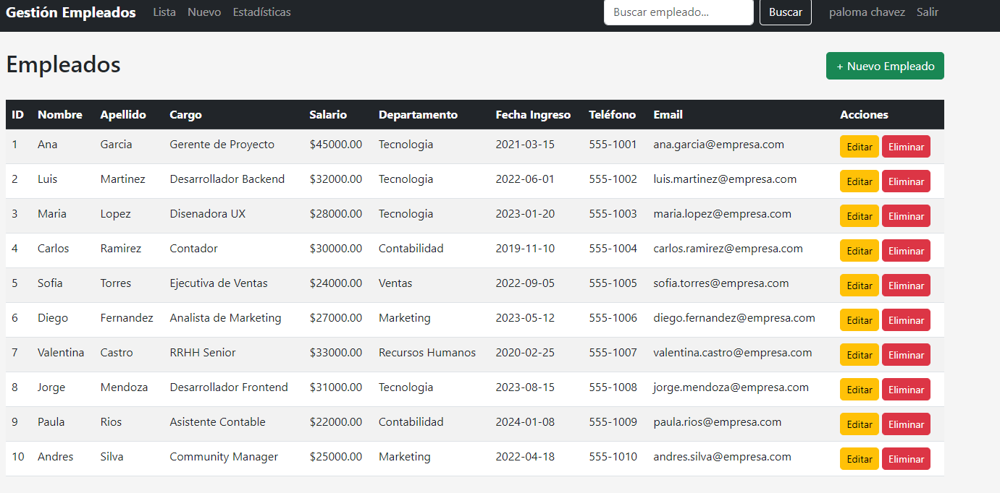 Gestión Empleados Lista Nuevo Estadísticas Buscar empleado... Buscar paloma chavez Salir
Empleados + Nuevo Empleado
ID Nombre Apellido Cargo Salario Departamento Fecha Ingreso Teléfono Email Acciones
1 Ana Garcia Gerente de Proyecto $45000.00 Tecnologia 2021-03-15 555-1001 ana.garcia@empresa.com Editar Eliminar
2 Luis Martinez Desarrollador Backend $32000.00 Tecnologia 2022-06-01 555-1002 luis.martinez@empresa.com Editar Eliminar
3 Maria Lopez Disenadora UX $28000.00 Tecnologia 2023-01-20 555-1003 maria.lopez@empresa.com Editar Eliminar
4 Carlos Ramirez Contador $30000.00 Contabilidad 2019-11-10 555-1004 carlos.ramirez@empresa.com Editar Eliminar
5 Sofia Torres Ejecutiva de Ventas $24000.00 Ventas 2022-09-05 555-1005 sofia.torres@empresa.com Editar Eliminar
6 Diego Fernandez Analista de Marketing $27000.00 Marketing 2023-05-12 555-1006 diego.fernandez@empresa.com Editar Eliminar
7 Valentina Castro RRHH Senior $33000.00 Recursos Humanos 2020-02-25 555-1007 valentina.castro@empresa.com Editar Eliminar
8 Jorge Mendoza Desarrollador Frontend $31000.00 Tecnologia 2023-08-15 555-1008 jorge.mendoza@empresa.com Editar Eliminar
9 Paula Rios Asistente Contable $22000.00 Contabilidad 2024-01-08 555-1009 paula.rios@empresa.com Editar Eliminar
10 Andres Silva Community Manager $25000.00 Marketing 2022-04-18 555-1010 andres.silva@empresa.com Editar Eliminar